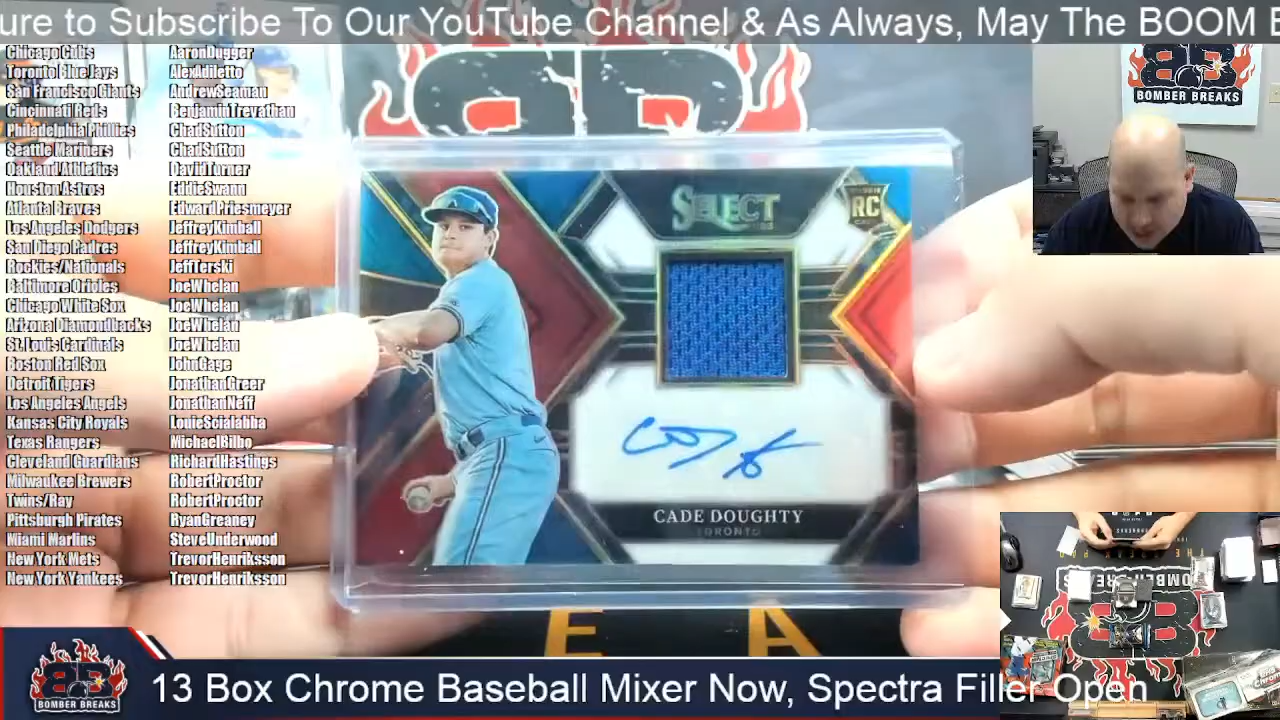 ure to Subscribe To Our YouTube Channel & As Always, May The BOOM B
Chicago Cubs AaronDugger
Toronto Blue Jays AlexAdiletto
San Francisco Giants AndrewSeaman
Cincinnati Reds BenjaminTrevathan
Philadelphia Phillies ChadSutton
Seattle Mariners ChadSutton
Oakland Athletics DavidTorner
Houston Astros EddieSwann
Atlanta Braves EdwardPriesmeyer
Los Angeles Dodgers JeffreyKimball
San Diego Padres JeffreyKimball
Rockies/Nationals JeffTerski
Baltimore Orioles JoeWhelan
Chicago White Sox JoeWhelan
Arizona Diamondbacks JoeWhelan
St. Louis Cardinals JoeWhelan
Boston Red Sox JohnGage
Detroit Tigers JonathanGreer
Los Angeles Angels JonathanNeff
Kansas City Royals LouieScialabba
Texas Rangers MichaelBilbo
Cleveland Guardians RichardHastings
Milwaukee Brewers RobertProctor
Twins/Ray RobertProctor
Pittsburgh Pirates RyanGreaney
Miami Marlins SteveUnderwood
New York Mets TrevorHenriksson
New York Yankees TrevorHenriksson
SELECT
RC
CADE DOUGHTY
TORONTO
E A
BOMBER BREAKS
BOMBER BREAKS
BOMBER BREAKS
13 Box Chrome Baseball Mixer Now, Spectra Filler Open